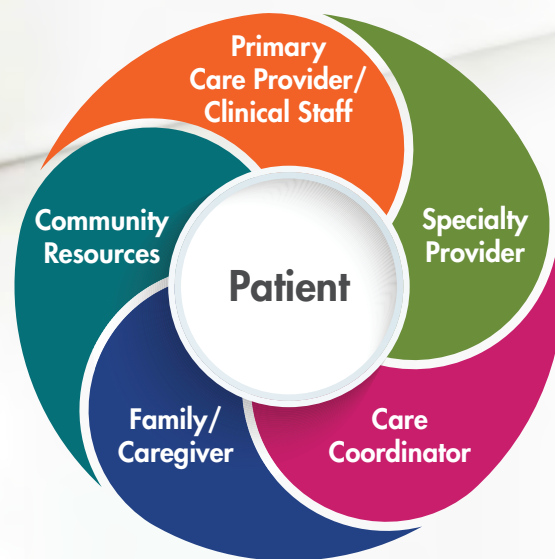 Primary
Care Provider/
Clinical Staff
Specialty
Provider
Care
Coordinator
Family/
Caregiver
Community
Resources
Patient